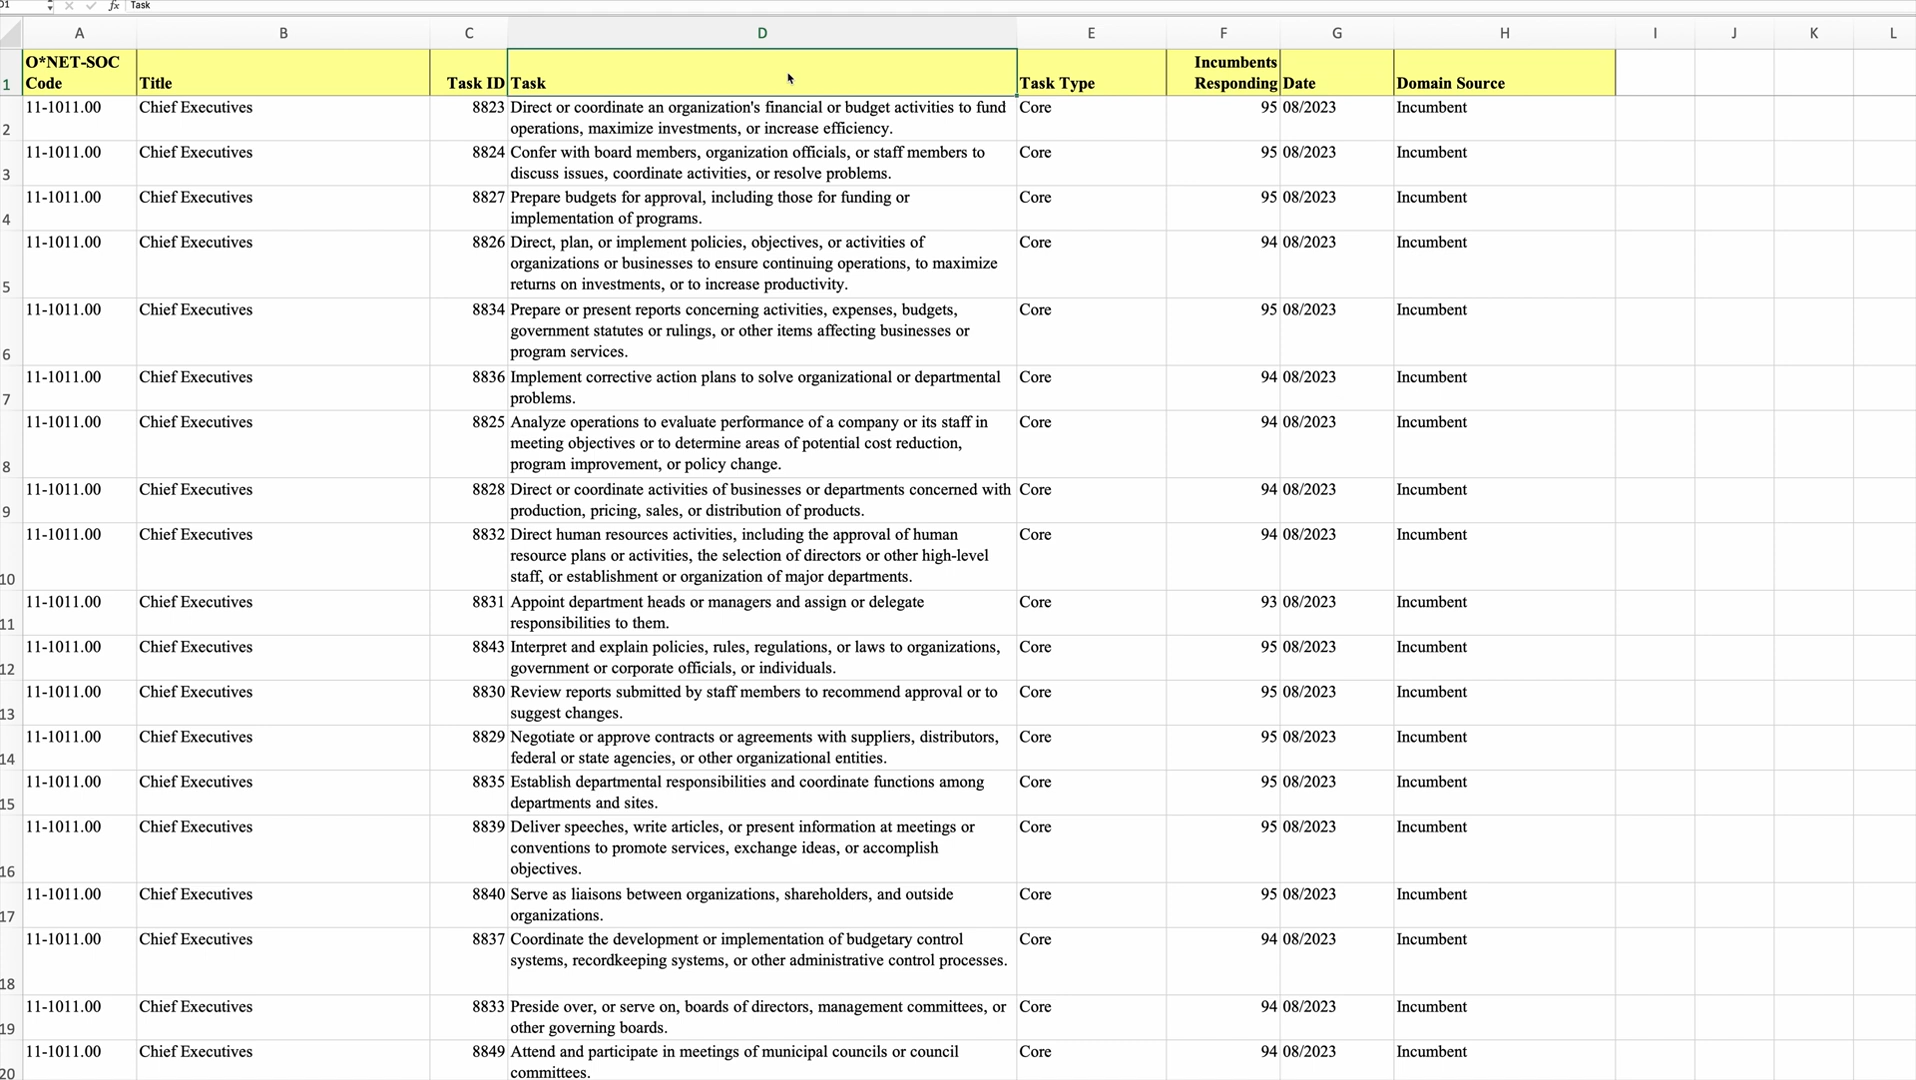 Task
A B C D E F G H I J K L
O*NET-SOC Incumbents
1 Code Title Task ID Task Task Type Responding Date Domain Source
11-1011.00 Chief Executives 8823 Direct or coordinate an organization's financial or budget activities to fund Core 95 08/2023 Incumbent
2 operations, maximize investments, or increase efficiency.
11-1011.00 Chief Executives 8824 Confer with board members, organization officials, or staff members to Core 95 08/2023 Incumbent
3 discuss issues, coordinate activities, or resolve problems.
11-1011.00 Chief Executives 8827 Prepare budgets for approval, including those for funding or Core 95 08/2023 Incumbent
4 implementation of programs.
11-1011.00 Chief Executives 8826 Direct, plan, or implement policies, objectives, or activities of Core 94 08/2023 Incumbent
organizations or businesses to ensure continuing operations, to maximize
5 returns on investments, or to increase productivity.
11-1011.00 Chief Executives 8834 Prepare or present reports concerning activities, expenses, budgets, Core 95 08/2023 Incumbent
government statutes or rulings, or other items affecting businesses or
6 program services.
11-1011.00 Chief Executives 8836 Implement corrective action plans to solve organizational or departmental Core 94 08/2023 Incumbent
7 problems.
11-1011.00 Chief Executives 8825 Analyze operations to evaluate performance of a company or its staff in Core 94 08/2023 Incumbent
meeting objectives or to determine areas of potential cost reduction,
8 program improvement, or policy change.
11-1011.00 Chief Executives 8828 Direct or coordinate activities of businesses or departments concerned with Core 94 08/2023 Incumbent
9 production, pricing, sales, or distribution of products.
11-1011.00 Chief Executives 8832 Direct human resources activities, including the approval of human Core 94 08/2023 Incumbent
resource plans or activities, the selection of directors or other high-level
10 staff, or establishment or organization of major departments.
11-1011.00 Chief Executives 8831 Appoint department heads or managers and assign or delegate Core 93 08/2023 Incumbent
11 responsibilities to them.
11-1011.00 Chief Executives 8843 Interpret and explain policies, rules, regulations, or laws to organizations, Core 95 08/2023 Incumbent
12 government or corporate officials, or individuals.
11-1011.00 Chief Executives 8830 Review reports submitted by staff members to recommend approval or to Core 95 08/2023 Incumbent
13 suggest changes.
11-1011.00 Chief Executives 8829 Negotiate or approve contracts or agreements with suppliers, distributors, Core 95 08/2023 Incumbent
14 federal or state agencies, or other organizational entities.
11-1011.00 Chief Executives 8835 Establish departmental responsibilities and coordinate functions among Core 95 08/2023 Incumbent
15 departments and sites.
11-1011.00 Chief Executives 8839 Deliver speeches, write articles, or present information at meetings or Core 95 08/2023 Incumbent
conventions to promote services, exchange ideas, or accomplish
16 objectives.
11-1011.00 Chief Executives 8840 Serve as liaisons between organizations, shareholders, and outside Core 95 08/2023 Incumbent
17 organizations.
11-1011.00 Chief Executives 8837 Coordinate the development or implementation of budgetary control Core 94 08/2023 Incumbent
systems, recordkeeping systems, or other administrative control processes.
18
11-1011.00 Chief Executives 8833 Preside over, or serve on, boards of directors, management committees, or Core 94 08/2023 Incumbent
19 other governing boards.
11-1011.00 Chief Executives 8849 Attend and participate in meetings of municipal councils or council Core 94 08/2023 Incumbent
20 committees.